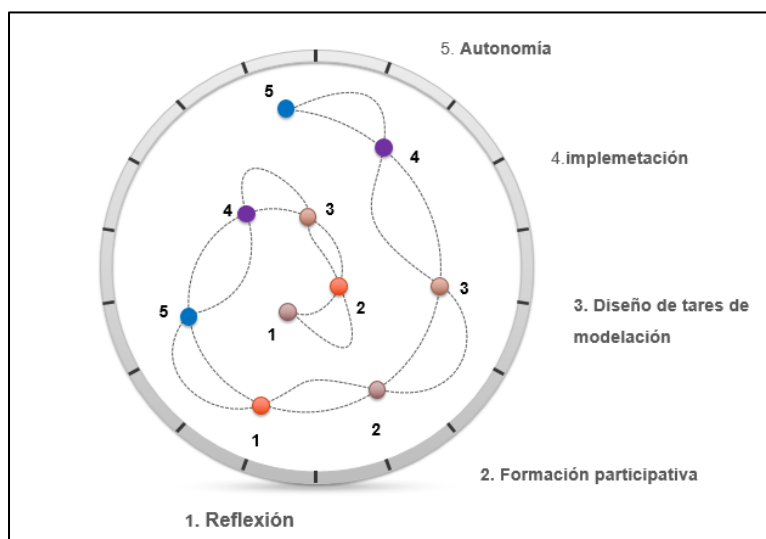 5. Autonomía
5
4
4.implemetación
4
3
5
2
3
1
3. Diseño de tares de
modelación
1
2
2. Formación participativa
1. Reflexión